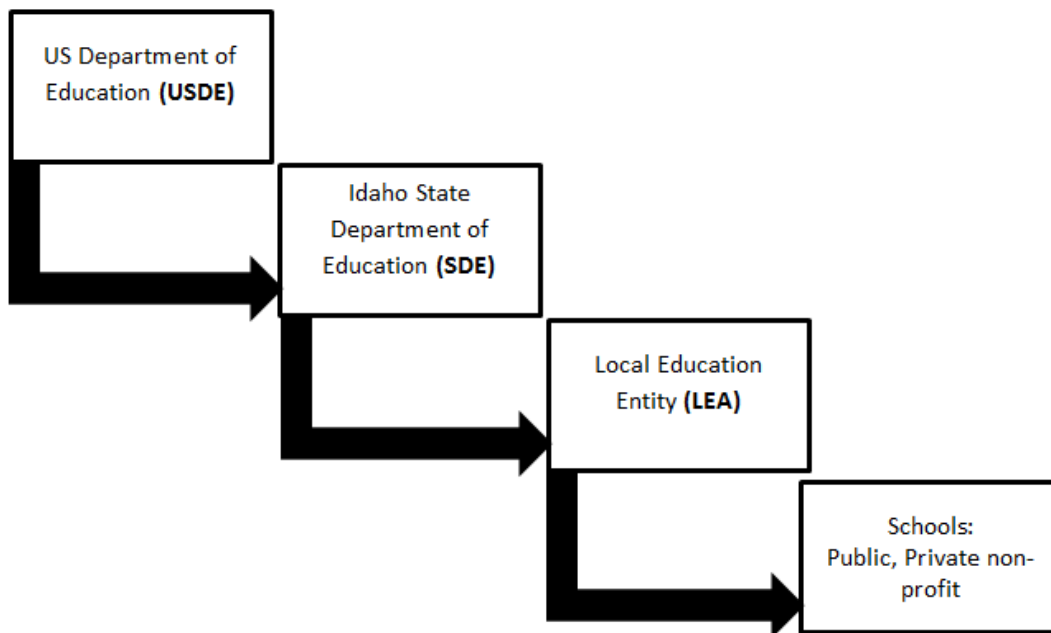 US Department of
Education (USDE)
Idaho State
Department of
Education (SDE)
Local Education
Entity (LEA)
Schools:
Public, Private non-
profit